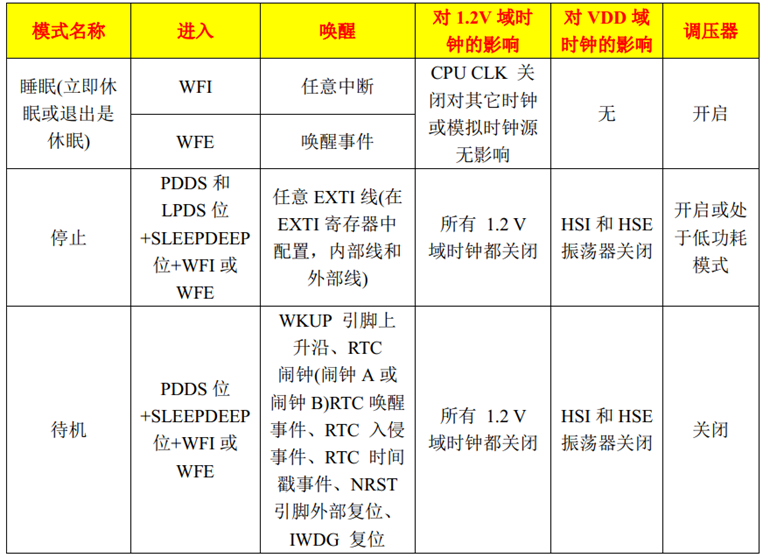 模式名称
进入
唤醒
对 1.2V 域时
钟的影响
对 VDD 域
时钟的影响
调压器
睡眠(立即休
眠或退出是
休眠)
WFI
任意中断
WFE
唤醒事件
CPU CLK 关
闭对其它时钟
或模拟时钟源
无影响
无
开启
停止
PDDS 和
LPDS 位
+SLEEPDEEP
位+WFI 或
WFE
任意 EXTI 线(在
EXTI 寄存器中
配置，内部线和
外部线)
所有 1.2 V
域时钟都关闭
HSI 和 HSE
振荡器关闭
开启或处
于低功耗
模式
待机
PDDS 位
+SLEEPDEEP
位+WFI 或
WFE
WKUP 引脚上
升沿、RTC
闹钟(闹钟 A 或
闹钟 B)RTC 唤醒
事件、RTC 入侵
事件、RTC 时间
戳事件、NRST
引脚外部复位、
IWDG 复位
所有 1.2 V
域时钟都关闭
HSI 和 HSE
振荡器关闭
关闭